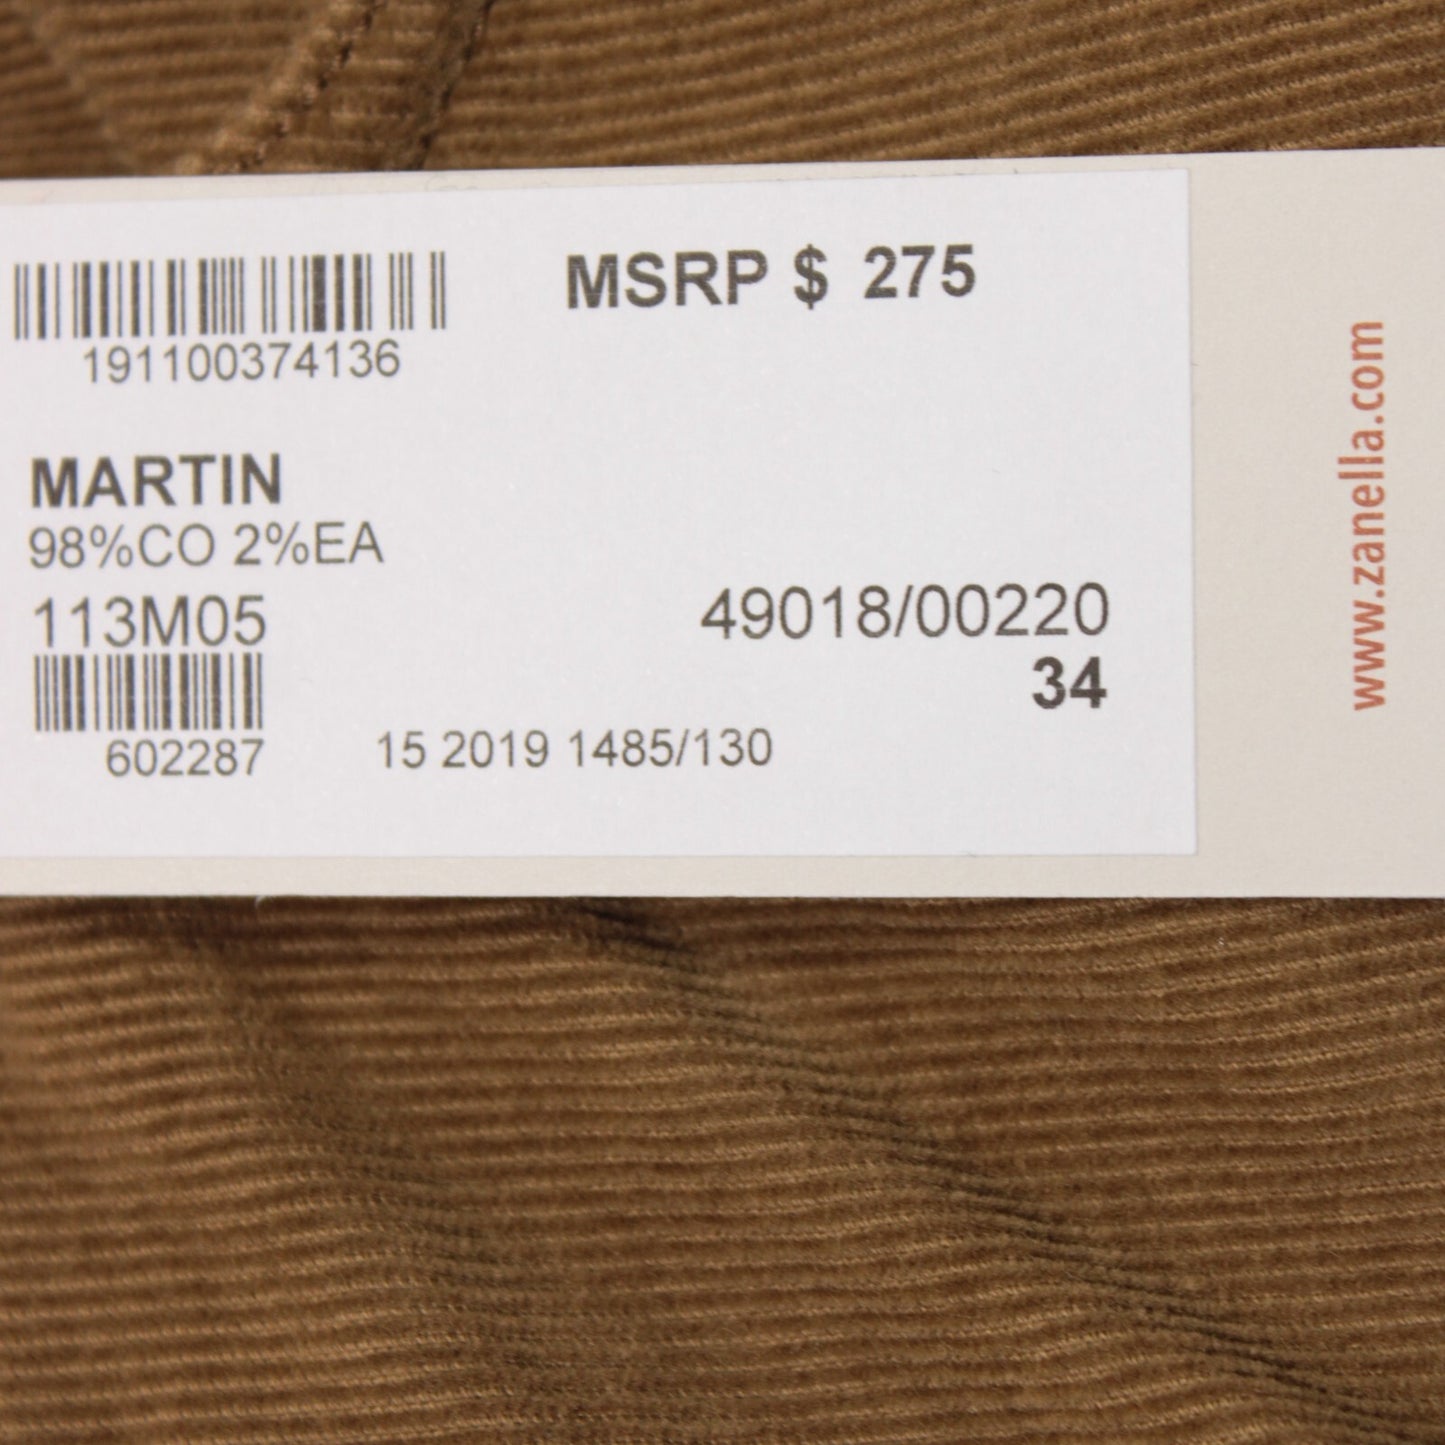 MSRP $ 275
191100374136
MARTIN
98%CO 2%EA
113M05
49018/00220
34
602287
15 2019 1485/130
www.zanella.com